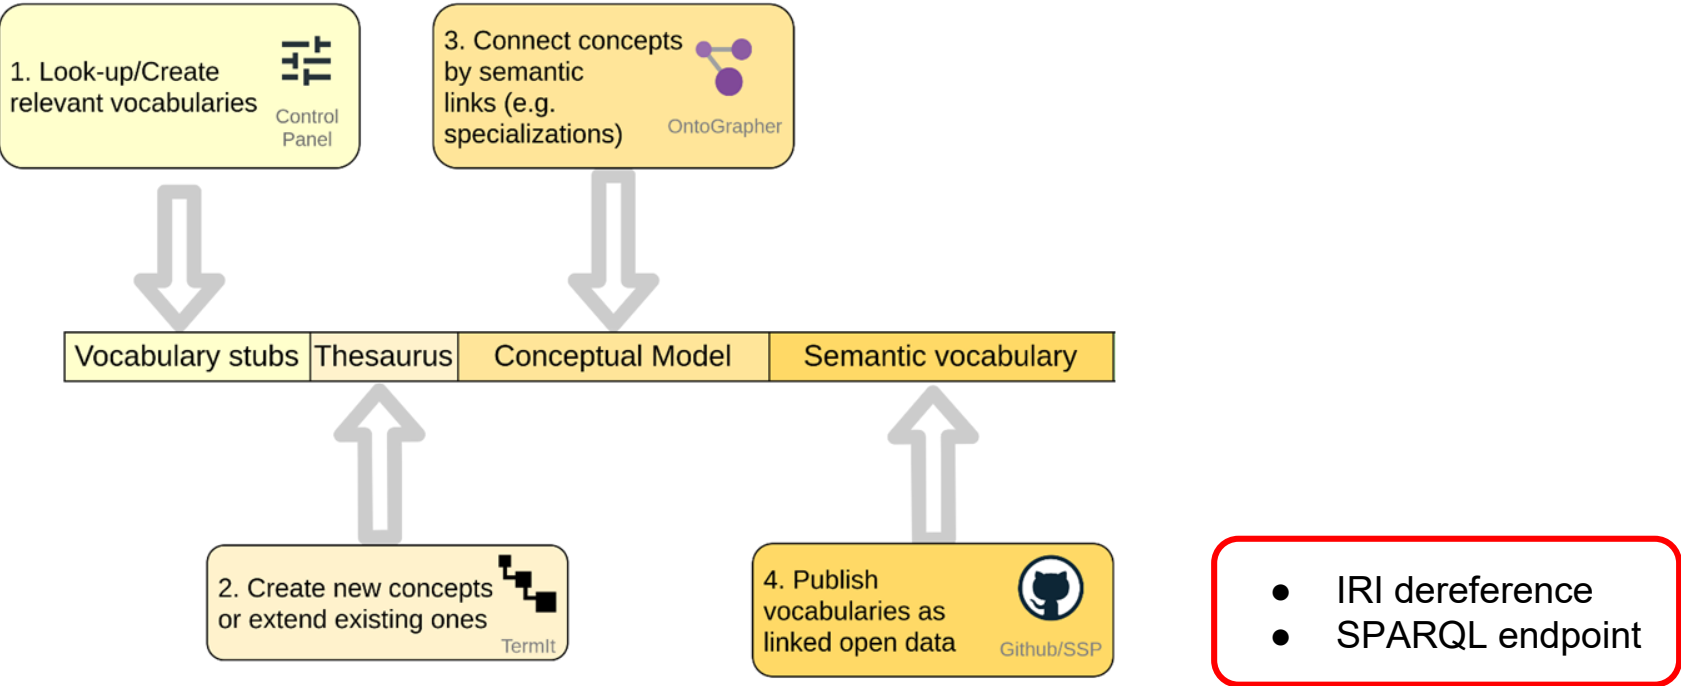 1. Look-up/Create
relevant vocabularies
Control
Panel
3. Connect concepts
by semantic
links (e.g.
specializations)
OntoGrapher
Vocabulary stubs
Thesaurus
Conceptual Model
Semantic vocabulary
2. Create new concepts
or extend existing ones
TermIt
4. Publish
vocabularies as
linked open data
Github/SSP
● IRI dereference
● SPARQL endpoint